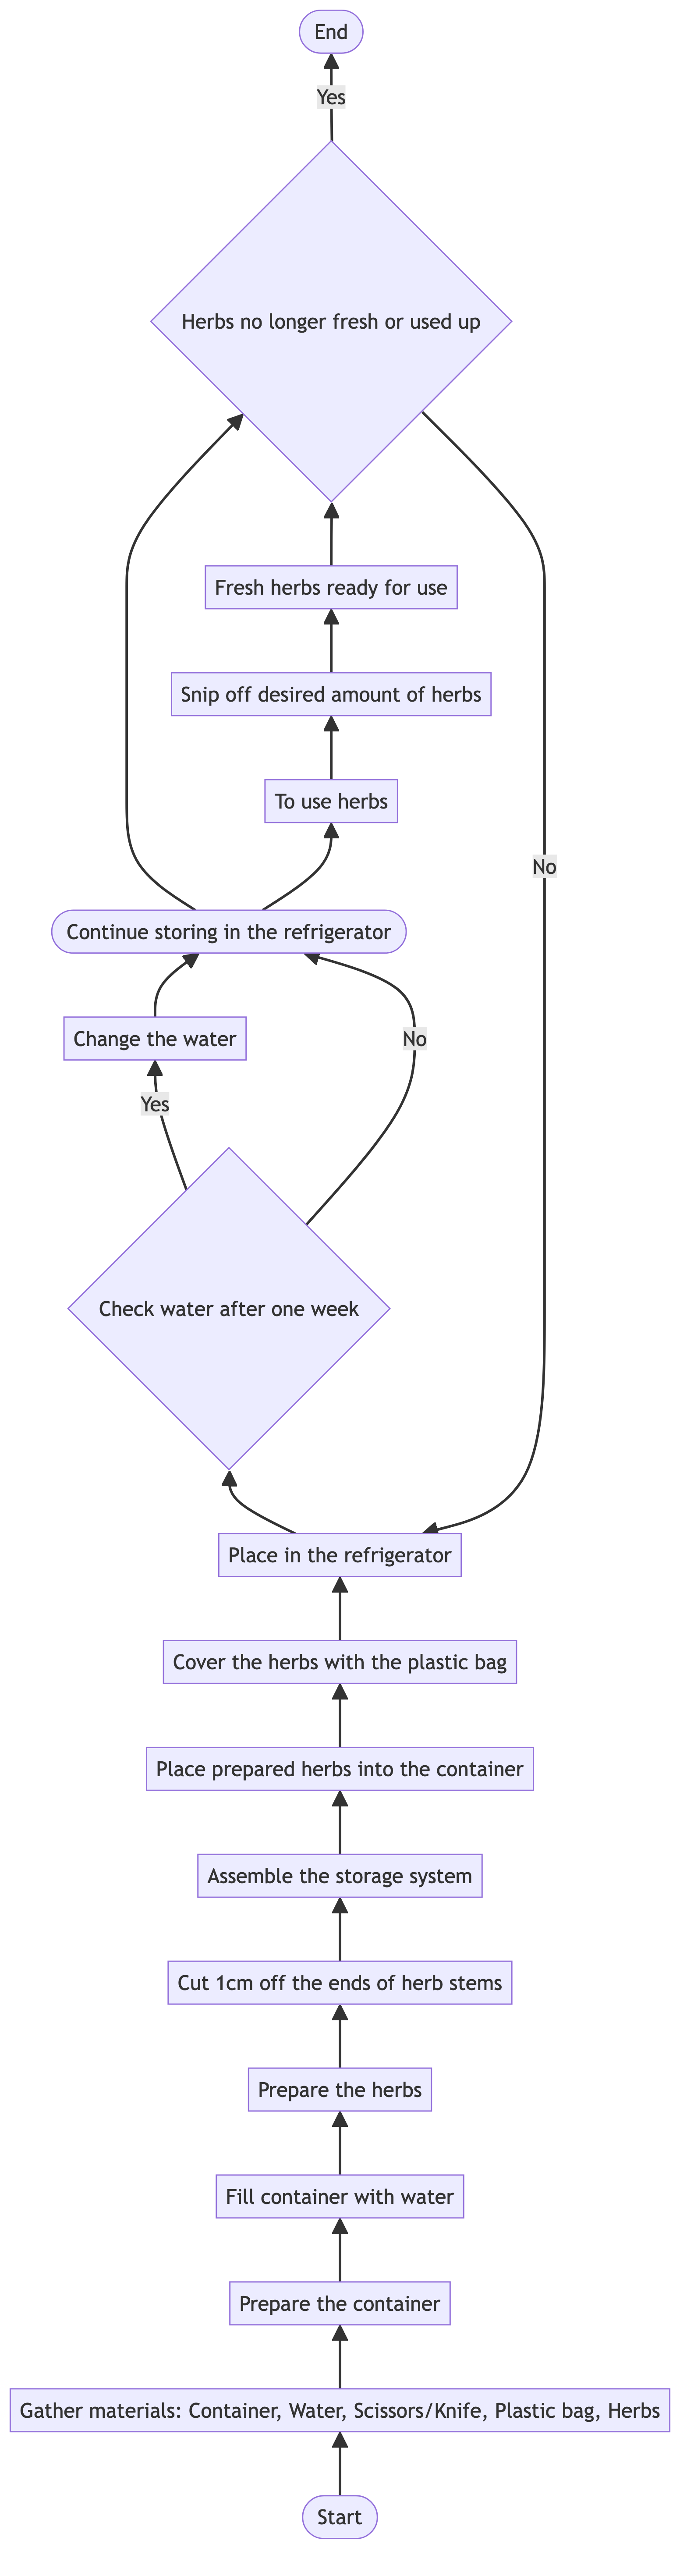 End
Yes
Herbs no longer fresh or used up
Fresh herbs ready for use
Snip off desired amount of herbs
To use herbs
No
Continue storing in the refrigerator
Change the water
No
Yes
Check water after one week
Place in the refrigerator
Cover the herbs with the plastic bag
Place prepared herbs into the container
Assemble the storage system
Cut 1cm off the ends of herb stems
Prepare the herbs
Fill container with water
Prepare the container
Gather materials: Container, Water, Scissors/Knife, Plastic bag, Herbs
Start